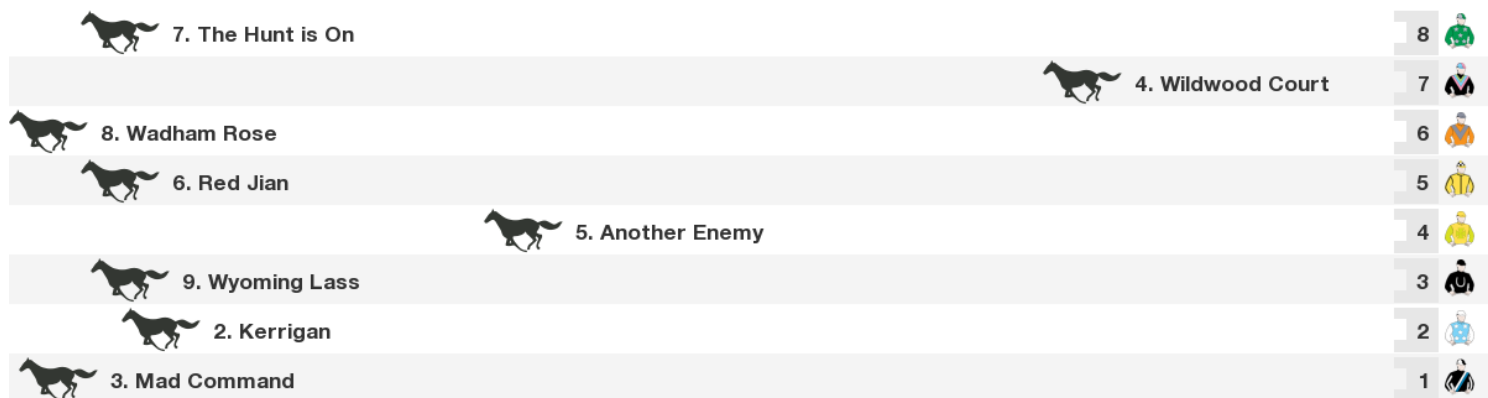 7. The Hunt is On 8
4. Wildwood Court 7
8. Wadham Rose 6
6. Red Jian 5
5. Another Enemy 4
9. Wyoming Lass 3
2. Kerrigan 2
3. Mad Command 1